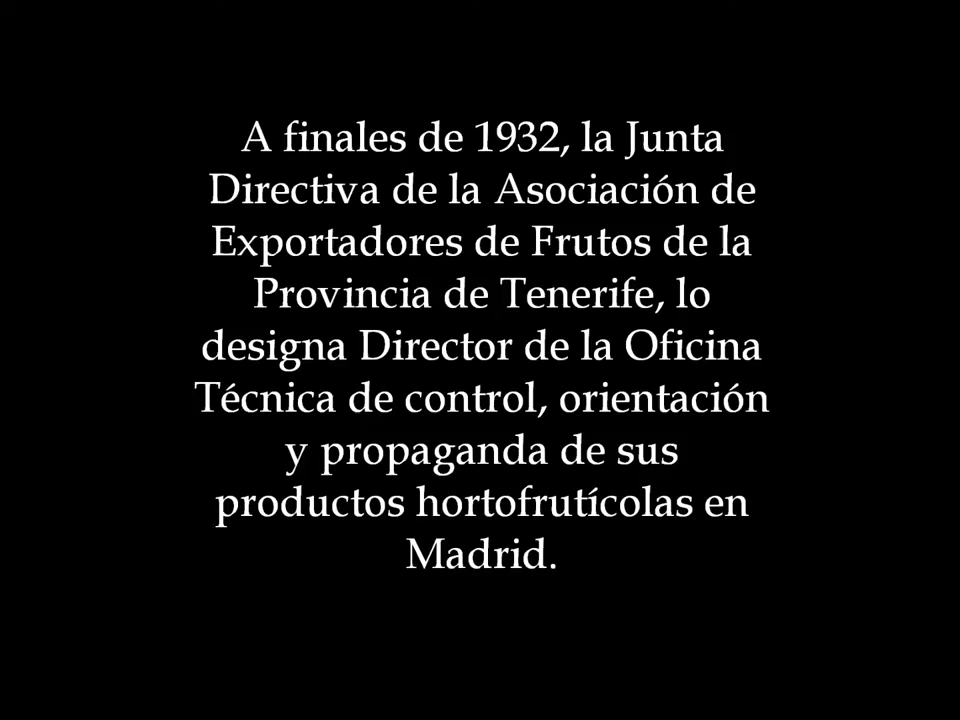 A finales de 1932, la Junta
Directiva de la Asociación de
Exportadores de Frutos de la
Provincia de Tenerife, lo
designa Director de la Oficina
Técnica de control, orientación
y propaganda de sus
productos hortofrutícolas en
Madrid.